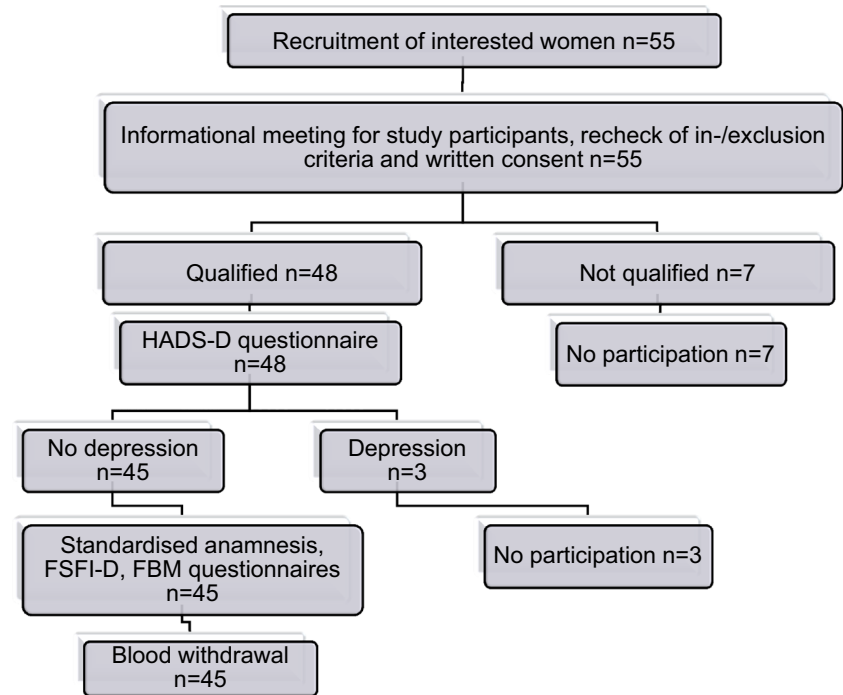 Recruitment of interested women n=55
Informational meeting for study participants, recheck of in-/exclusion
criteria and written consent n=55
Qualified n=48
Not qualified n=7
HADS-D questionnaire
n=48
No participation n=7
No depression
n=45
Depression
n=3
Standardised anamnesis,
FSFI-D, FBM questionnaires
n=45
No participation n=3
Blood withdrawal
n=45